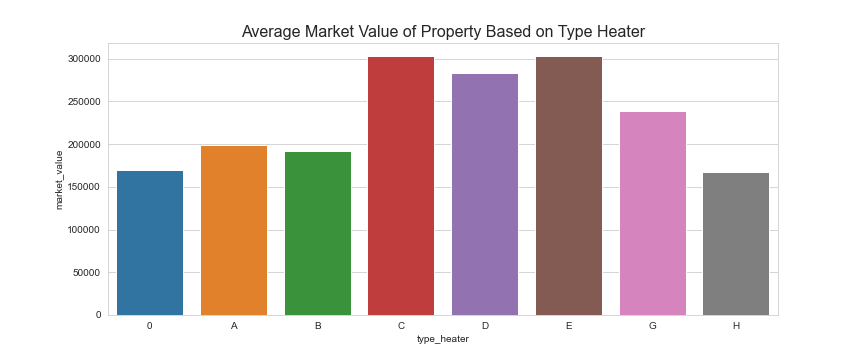 Average Market Value of Property Based on Type Heater
300000
250000
200000
150000
100000
50000
0
market_value
0 A B C D E G H
type_heater